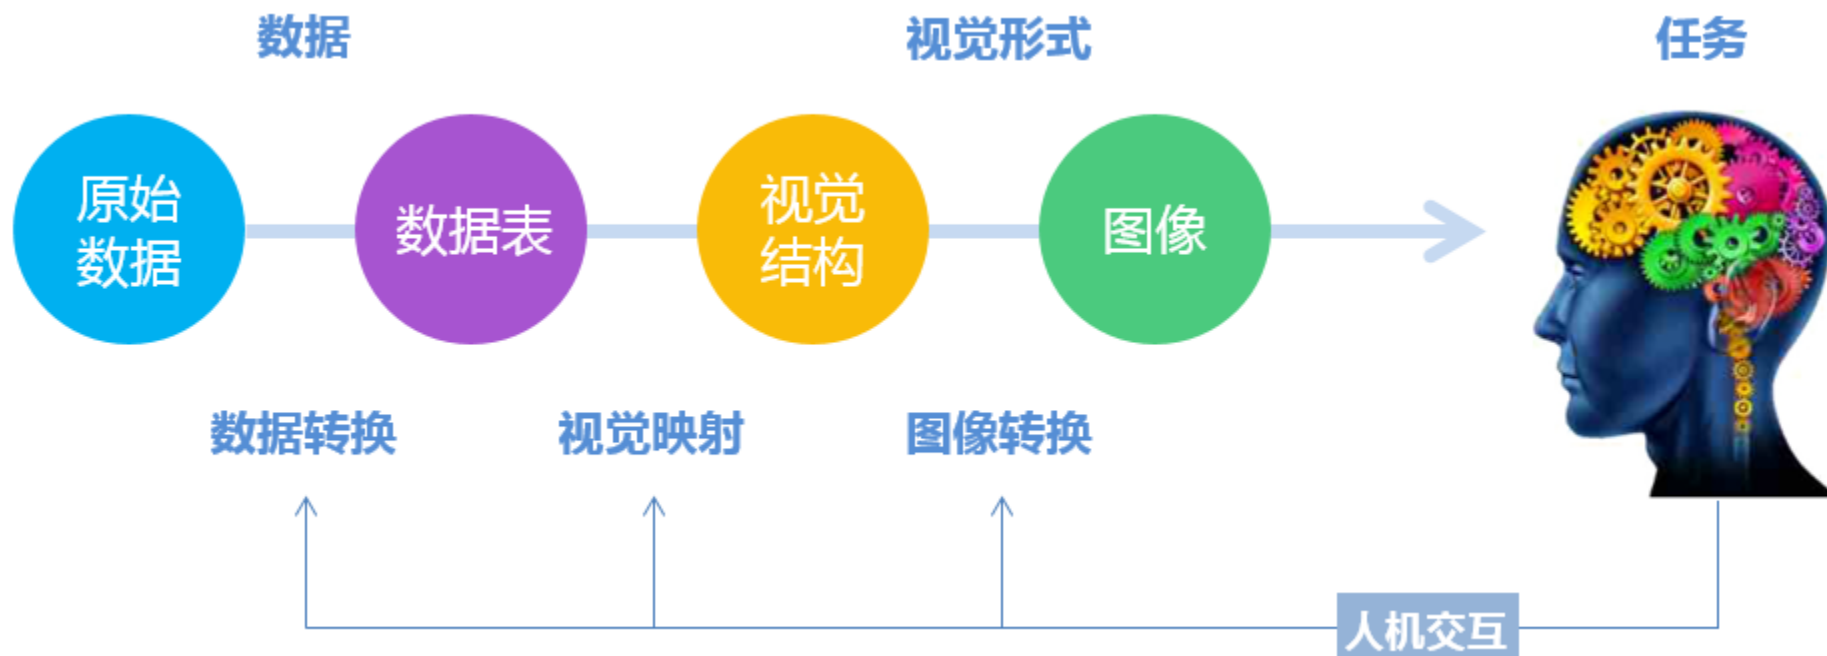 数据
视觉形式
任务
原始
数据
数据表
视觉
结构
图像
数据转换
视觉映射
图像转换
人机交互